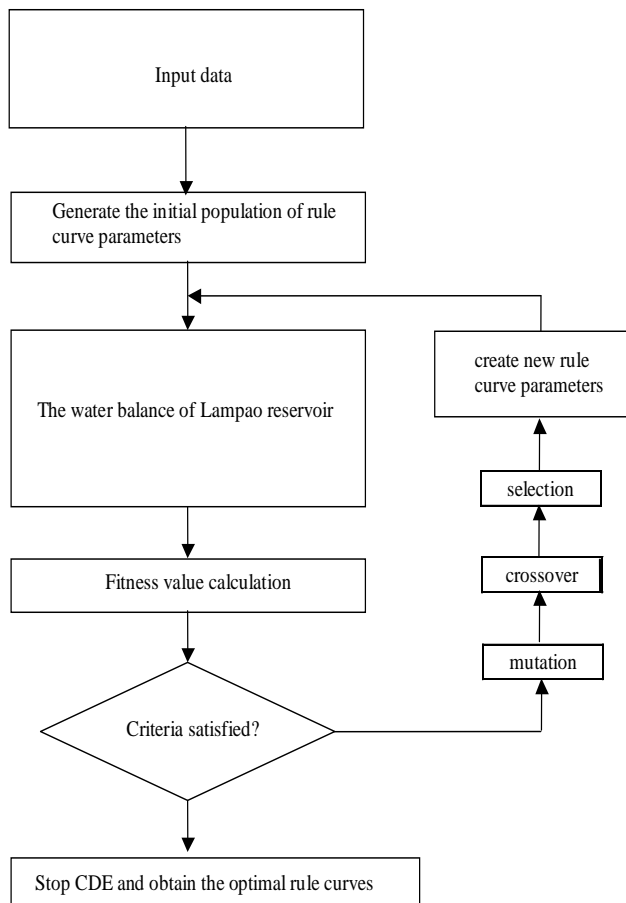 Input data
Generate the initial population of rule
curve parameters
The water balance of Lampao reservoir
Fitness value calculation
Criteria satisfied?
Stop CDE and obtain the optimal rule curves
mutation
crossover
selection
create new rule
curve parameters